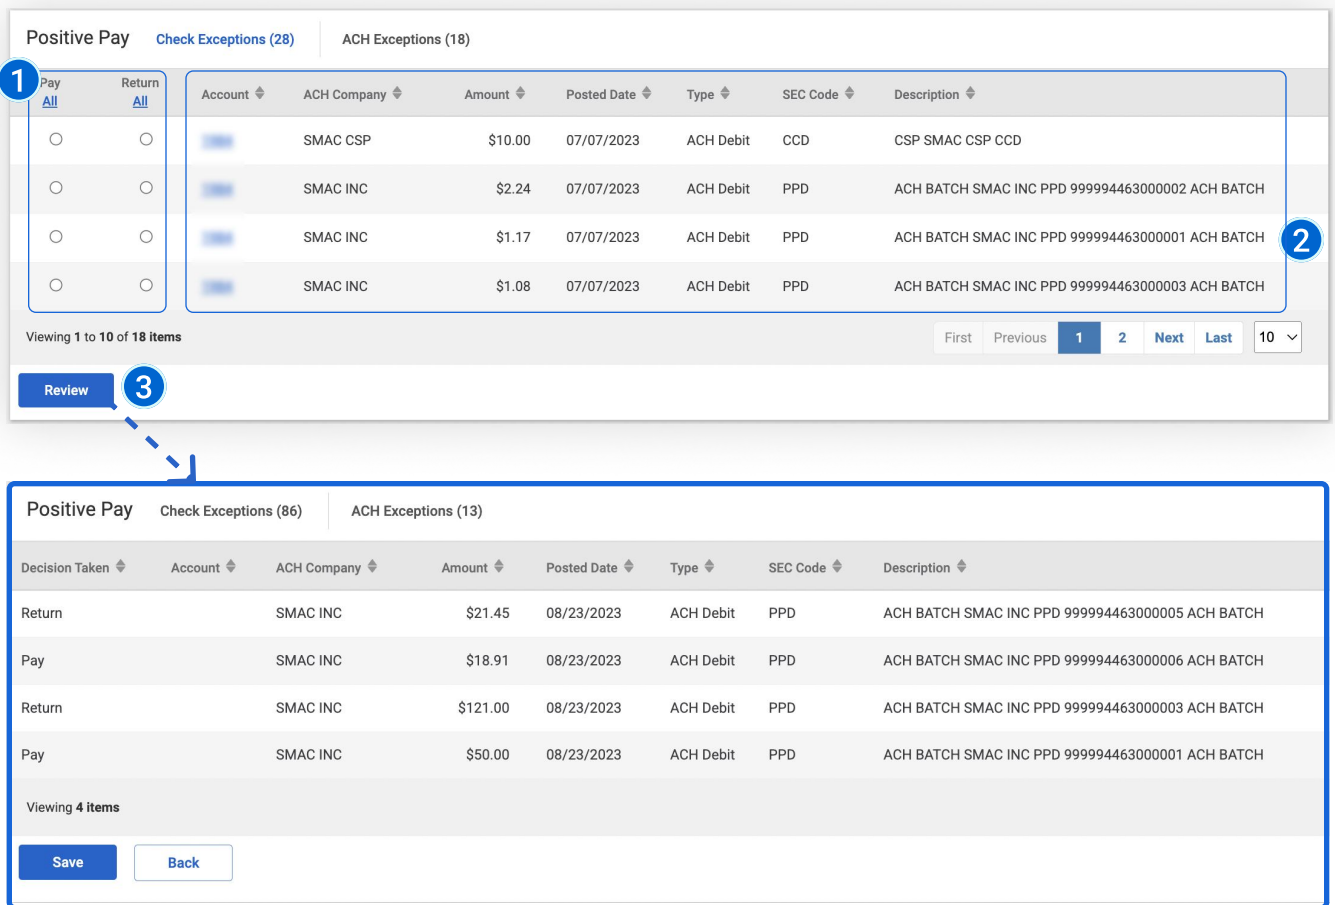 Positive Pay Check Exceptions (28) ACH Exceptions (18)
1 Pay Return
All All Account ACH Company Amount Posted Date Type SEC Code Description
SMAC CSP $10.00 07/07/2023 ACH Debit CCD CSP SMAC CSP CCD
SMAC INC $2.24 07/07/2023 ACH Debit PPD ACH BATCH SMAC INC PPD 999994463000002 ACH BATCH
SMAC INC $1.17 07/07/2023 ACH Debit PPD ACH BATCH SMAC INC PPD 999994463000001 ACH BATCH
2
SMAC INC $1.08 07/07/2023 ACH Debit PPD ACH BATCH SMAC INC PPD 999994463000003 ACH BATCH
Viewing 1 to 10 of 18 items First Previous 1 2 Next Last 10
Review 3
Positive Pay Check Exceptions (86) ACH Exceptions (13)
Decision Taken Account ACH Company Amount Posted Date Type SEC Code Description
Return SMAC INC $21.45 08/23/2023 ACH Debit PPD ACH BATCH SMAC INC PPD 999994463000005 ACH BATCH
Pay SMAC INC $18.91 08/23/2023 ACH Debit PPD ACH BATCH SMAC INC PPD 999994463000006 ACH BATCH
Return SMAC INC $121.00 08/23/2023 ACH Debit PPD ACH BATCH SMAC INC PPD 999994463000003 ACH BATCH
Pay SMAC INC $50.00 08/23/2023 ACH Debit PPD ACH BATCH SMAC INC PPD 999994463000001 ACH BATCH
Viewing 4 items
Save Back